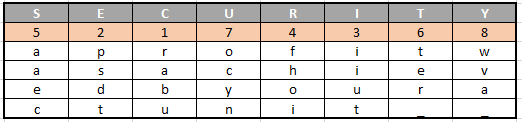 S E C U R I T Y
5 2 1 7 4 3 6 8
a p r o f i t w
a s a c h i e v
e d b y o u r a
c t u n i t _ _